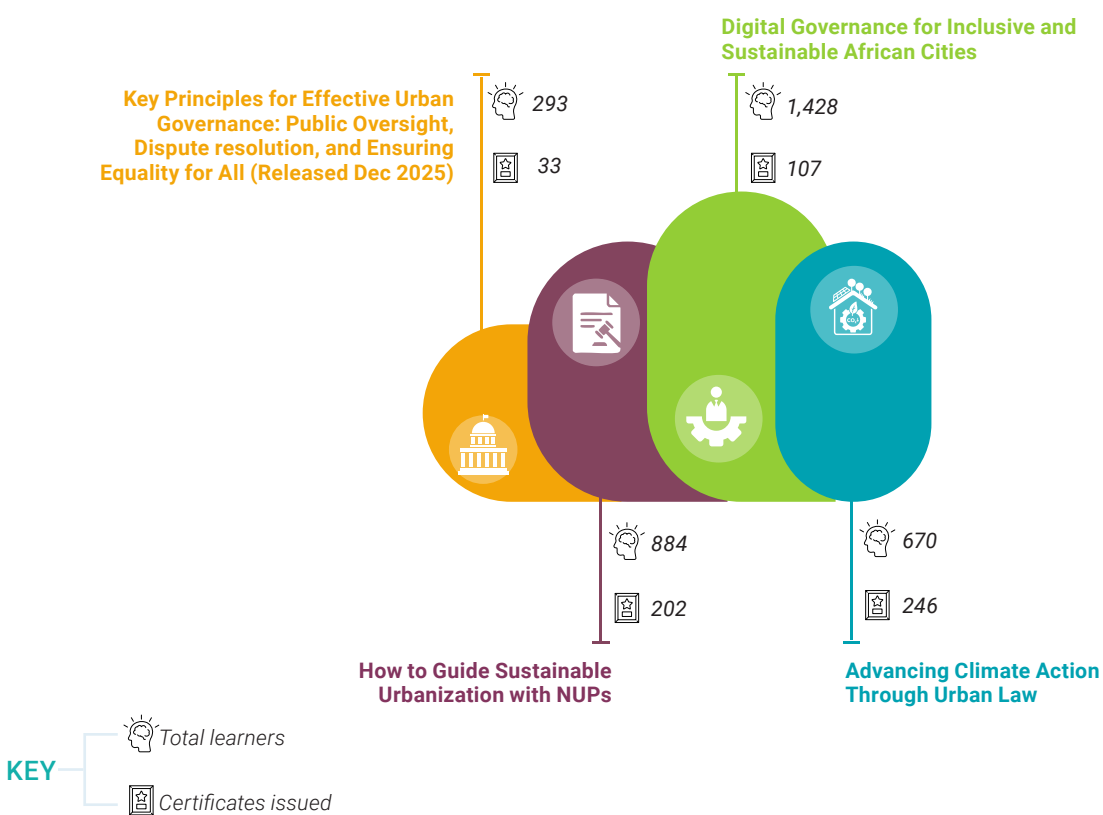 Digital Governance for Inclusive and
Sustainable African Cities
1,428
107
Key Principles for Effective Urban
Governance: Public Oversight,
Dispute resolution, and Ensuring
Equality for All (Released Dec 2025)
293
33
CO₂
884
202
How to Guide Sustainable
Urbanization with NUPs
670
246
Advancing Climate Action
Through Urban Law
KEY
Total learners
Certificates issued